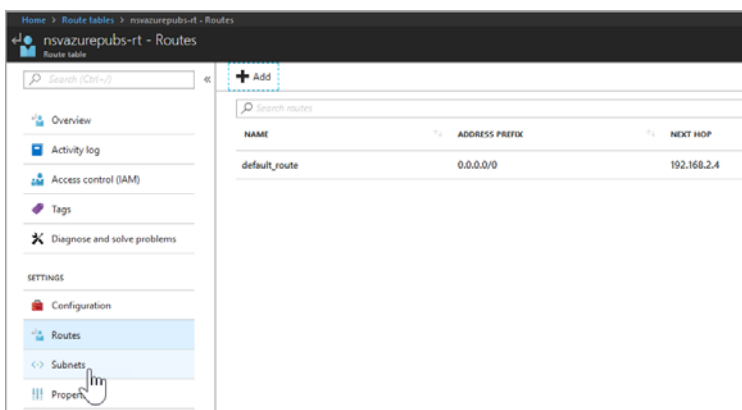 Home > Route tables > nsvazurepubs-rt - Routes
nsvazurepubs-rt - Routes
Route table
Search (Ctrl+/)
«
Add
Search routes
NAME ADDRESS PREFIX NEXT HOP
default_route 0.0.0.0/0 192.168.2.4
Overview
Activity log
Access control (IAM)
Tags
Diagnose and solve problems
SETTINGS
Configuration
Routes
Subnets